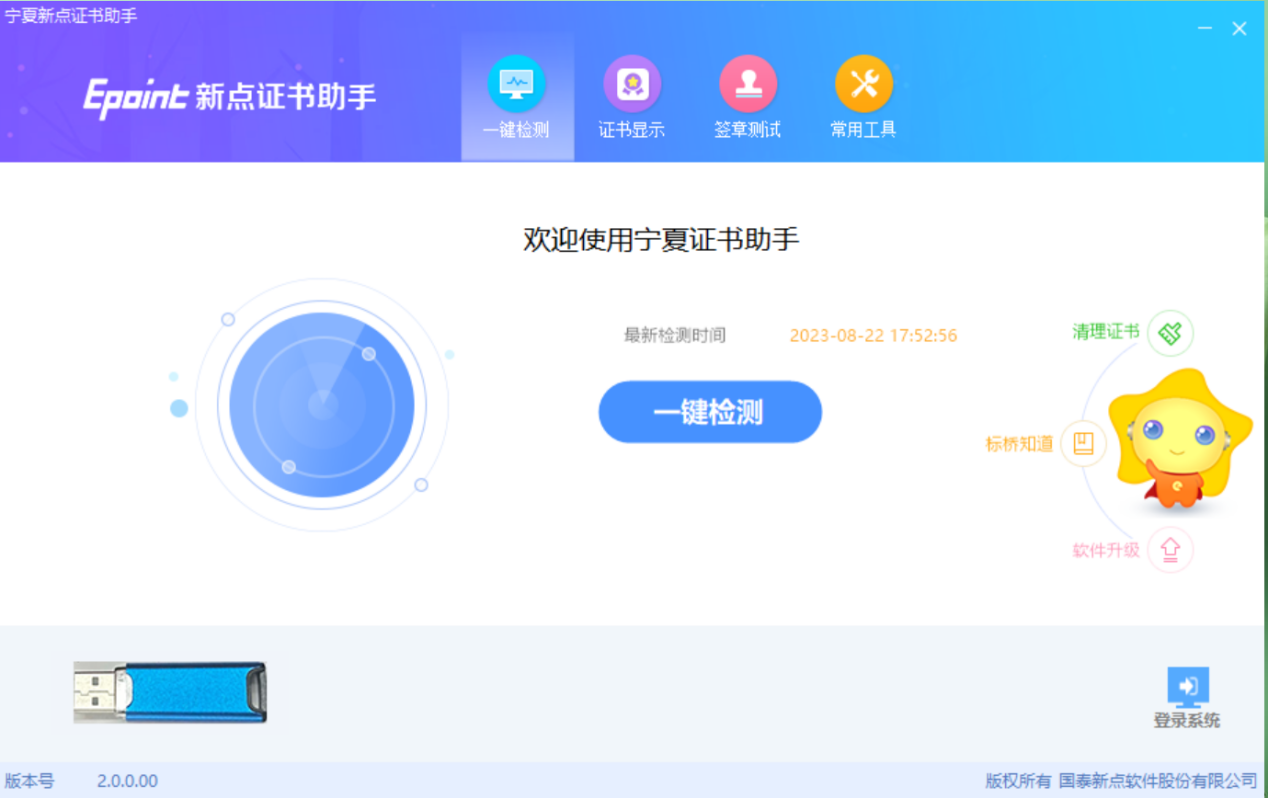 宁夏新点证书助手
Epoint 新点证书助手
一键检测 证书显示 签章测试 常用工具
欢迎使用宁夏证书助手
最新检测时间 2023-08-22 17:52:56
清理证书
一键检测
标桥知道
软件升级
登录系统
版本号 2.0.0.00 版权所有 国泰新点软件股份有限公司